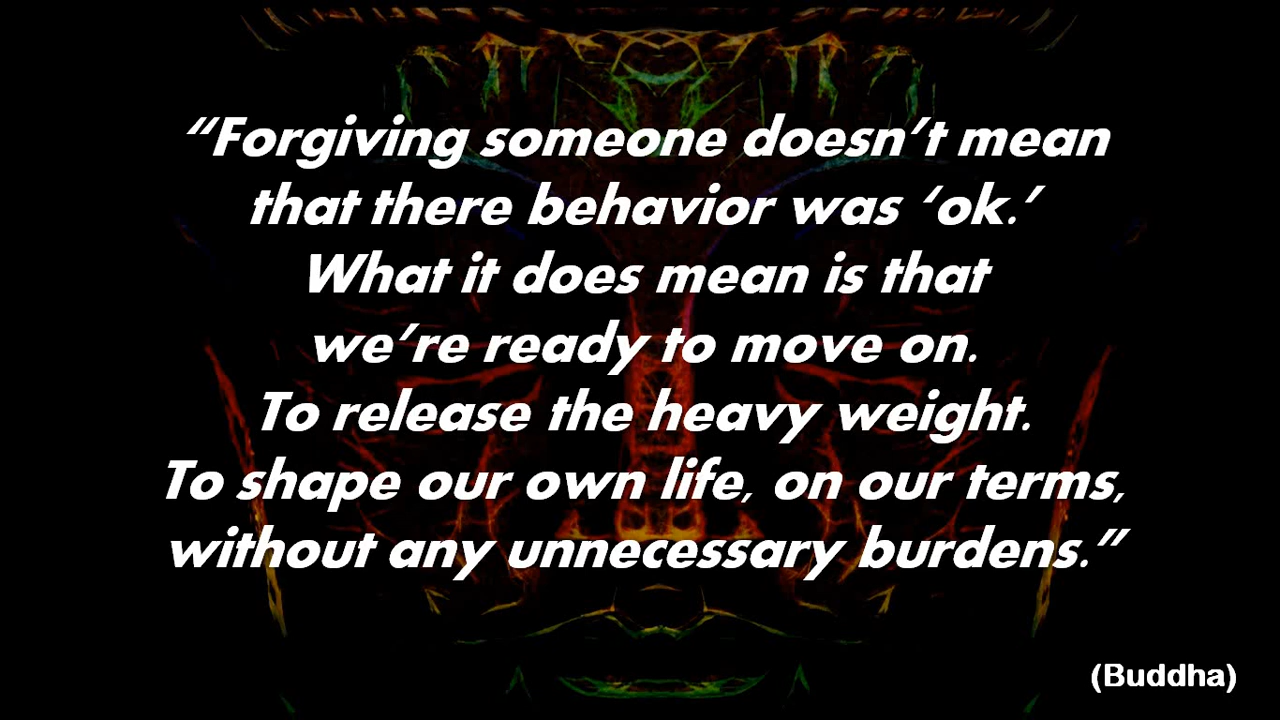 “Forgiving someone doesn’t mean
that there behavior was ‘ok.’
What it does mean is that
we’re ready to move on.
To release the heavy weight.
To shape our own life, on our terms,
without any unnecessary burdens.”
(Buddha)